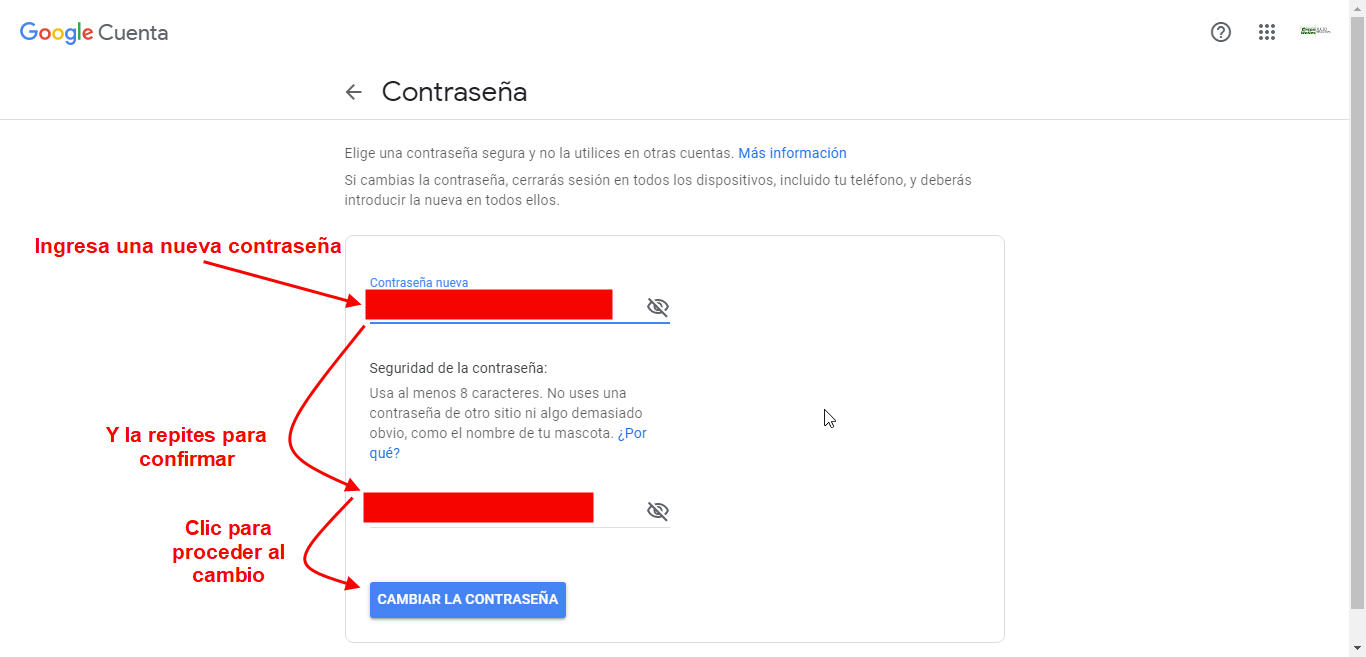 Google Cuenta
Contraseña
Elige una contraseña segura y no la utilices en otras cuentas. Más información
Si cambias la contraseña, cerrarás sesión en todos los dispositivos, incluido tu teléfono, y deberás
introducir la nueva en todos ellos.
Ingresa una nueva contraseña
Contraseña nueva
Seguridad de la contraseña:
Usa al menos 8 caracteres. No uses una
contraseña de otro sitio ni algo demasiado
obvio, como el nombre de tu mascota. ¿Por
qué?
Y la repites para
confirmar
Clic para
proceder al
cambio
CAMBIAR LA CONTRASEÑA